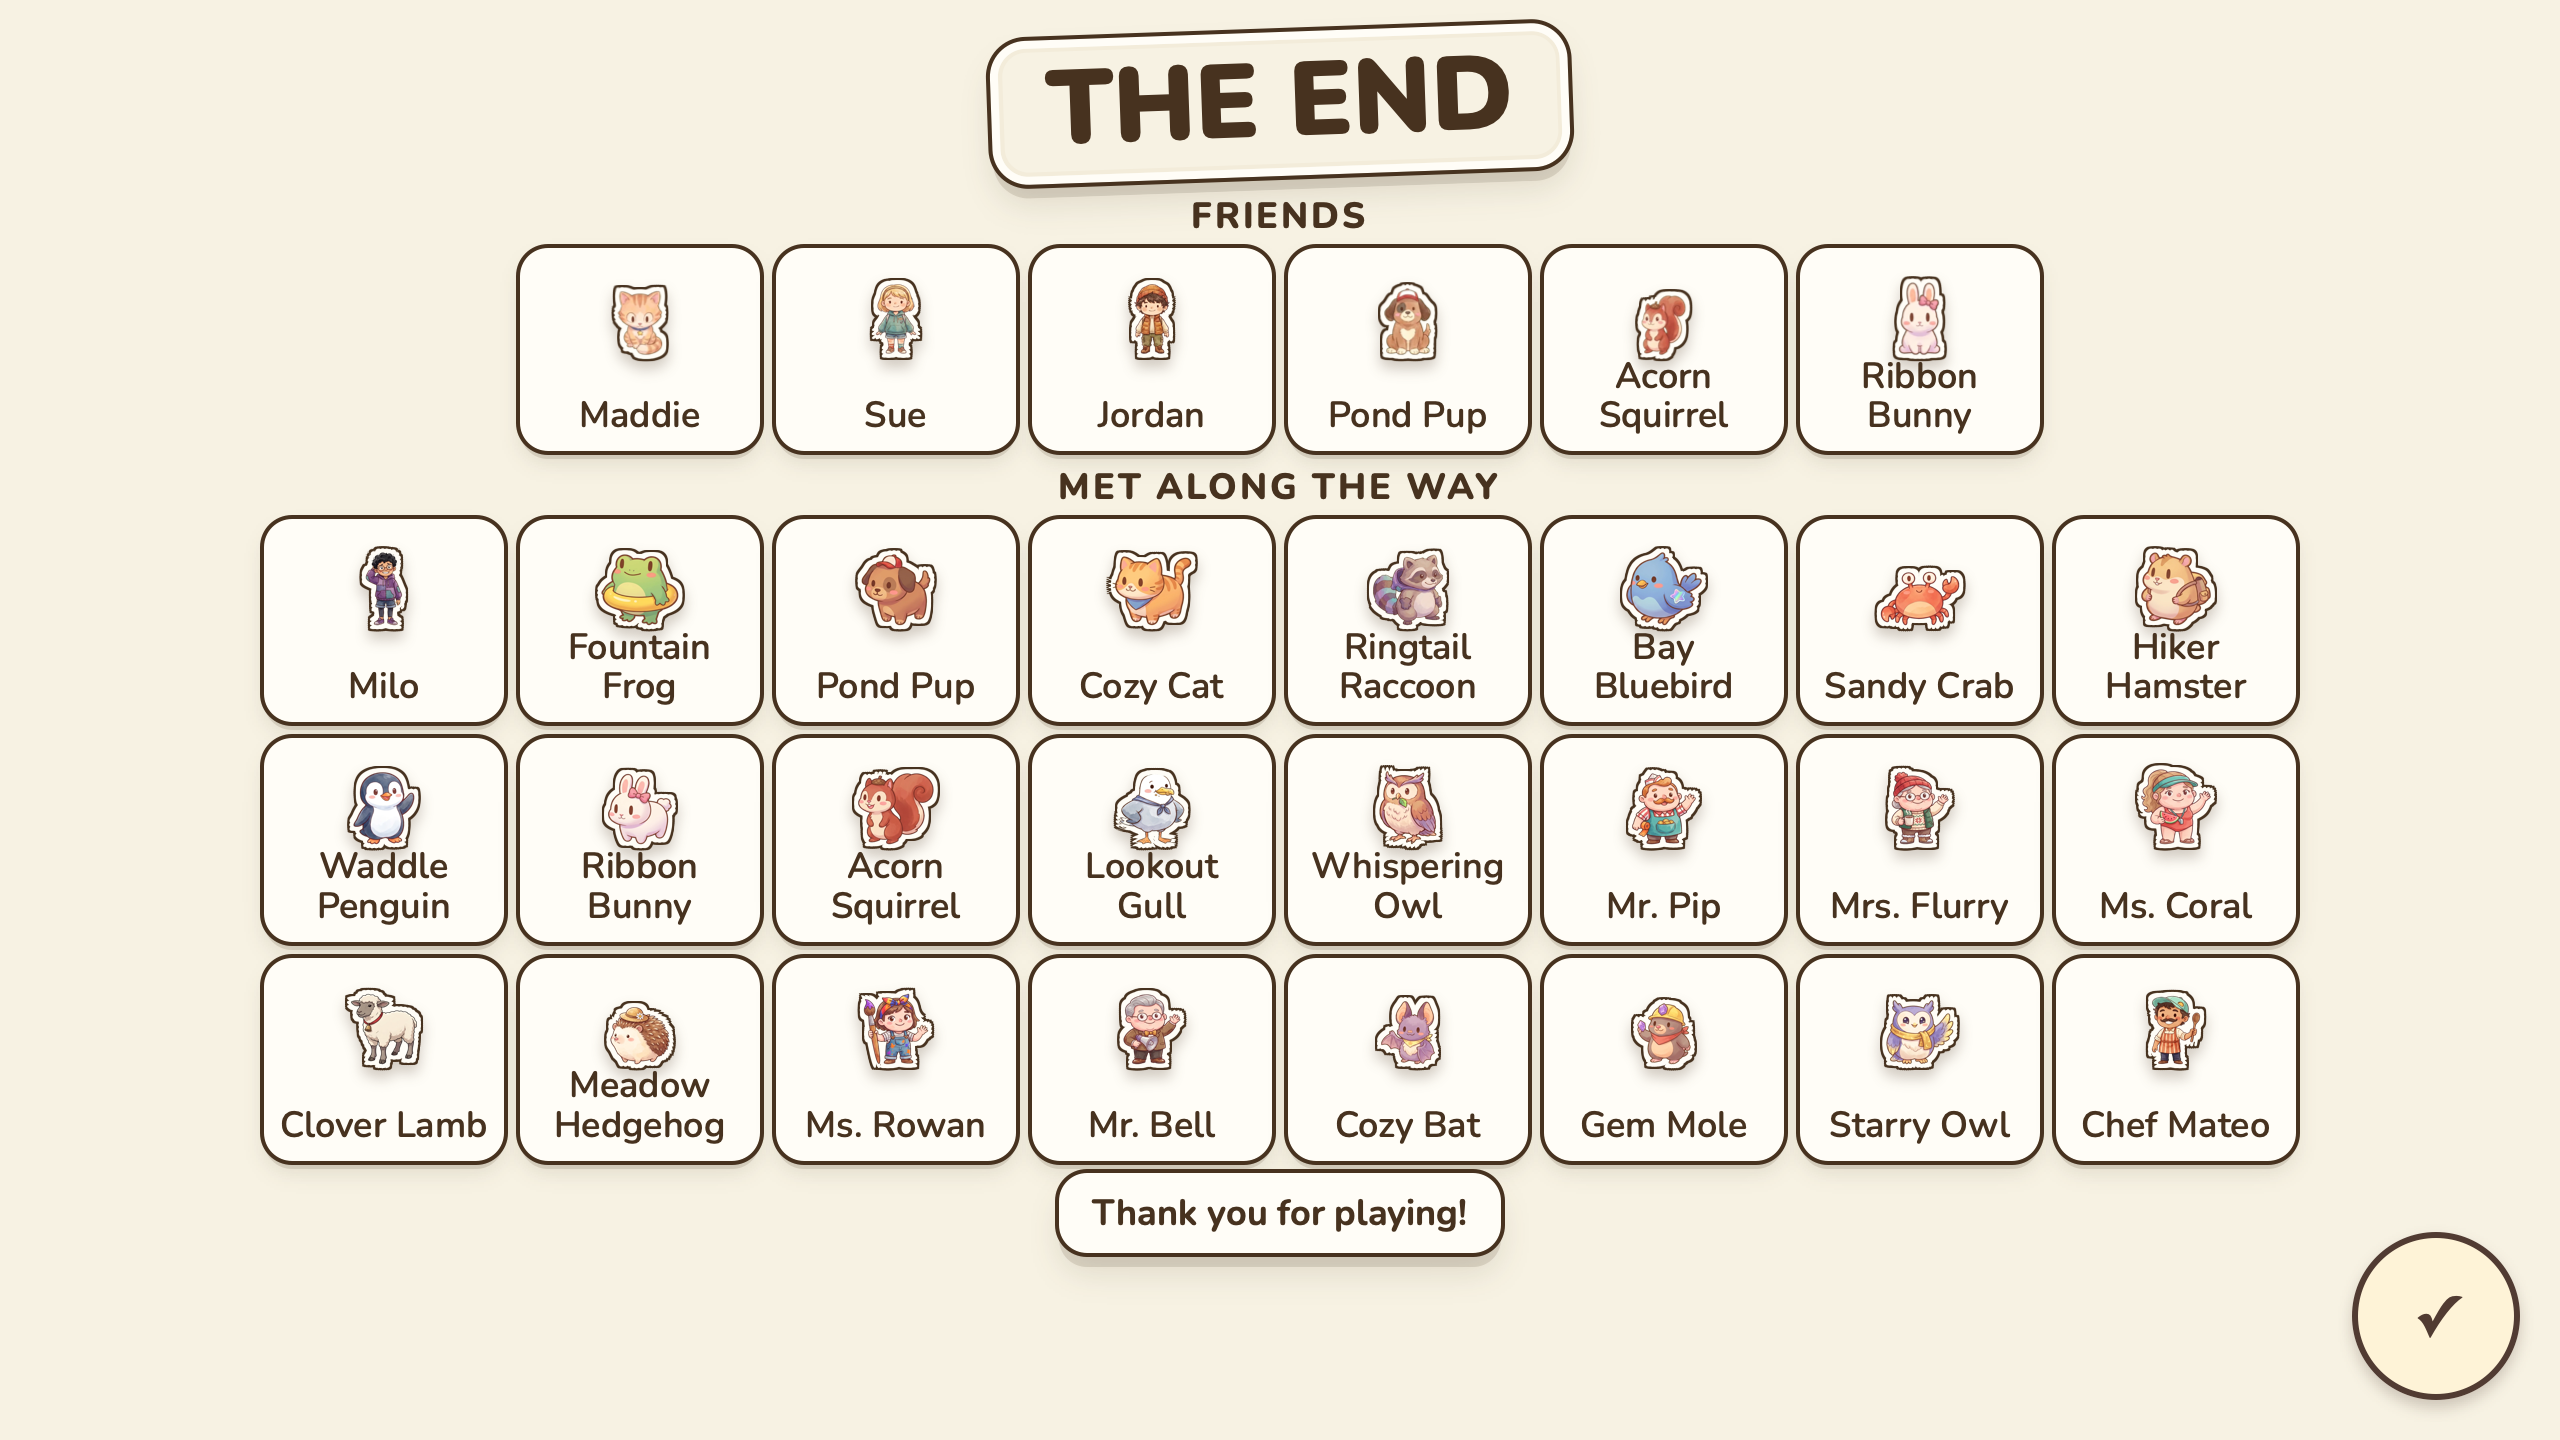 THE END
FRIENDS
Maddie
Sue
Jordan
Pond Pup
Acorn
Squirrel
Ribbon
Bunny
MET ALONG THE WAY
Milo
Fountain
Frog
Pond Pup
Cozy Cat
Ringtail
Raccoon
Bay
Bluebird
Sandy Crab
Hiker
Hamster
Waddle
Penguin
Ribbon
Bunny
Acorn
Squirrel
Lookout
Gull
Whispering
Owl
Mr. Pip
Mrs. Flurry
Ms. Coral
Clover Lamb
Meadow
Hedgehog
Ms. Rowan
Mr. Bell
Cozy Bat
Gem Mole
Starry Owl
Chef Mateo
Thank you for playing!